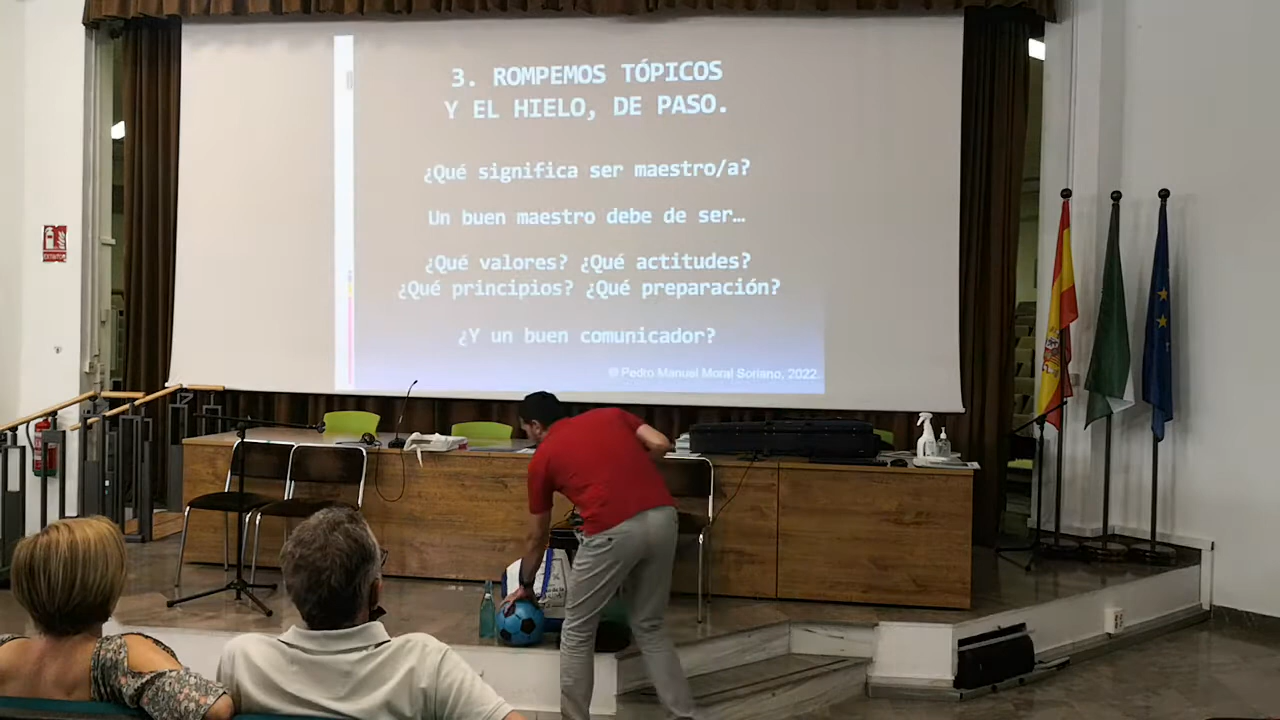 3. ROMPEMOS TÓPICOS
Y EL HIELO, DE PASO.
¿Qué significa ser maestro/a?
Un buen maestro debe de ser…
¿Qué valores? ¿Qué actitudes?
¿Qué principios? ¿Qué preparación?
¿Y un buen comunicador?
© Pedro Manuel Moral Soriano, 2022